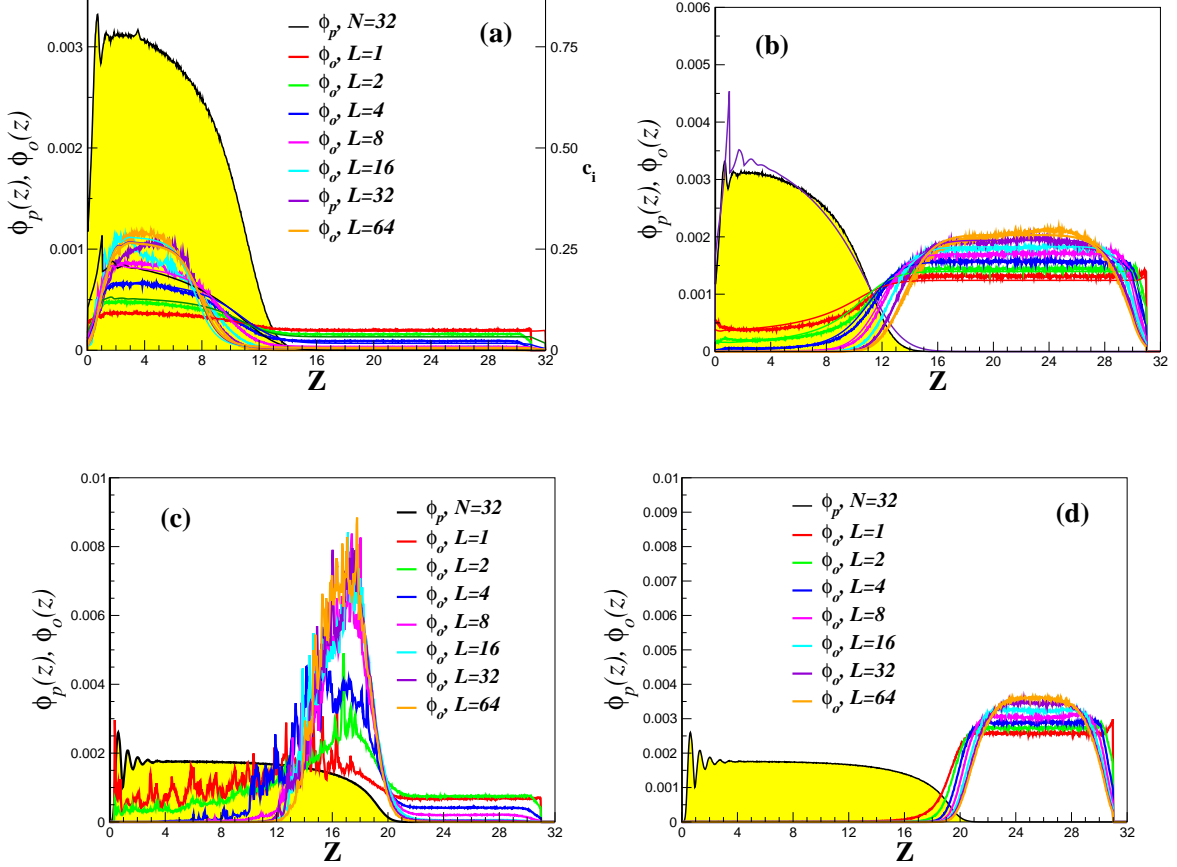 (a)
ϕp(z), ϕo(z)
0.003
0.002
0.001
0
0 4 8 12 16 20 24 28 32
Z
0.75
0.50
0.25
0
ci
ϕp, N=32
ϕo, L=1
ϕo, L=2
ϕo, L=4
ϕo, L=8
ϕo, L=16
ϕp, L=32
ϕo, L=64
(b)
ϕp(z), ϕo(z)
0.006
0.005
0.004
0.003
0.002
0.001
0
0 4 8 12 16 20 24 28 32
Z
(c)
ϕp(z), ϕo(z)
0.01
0.008
0.006
0.004
0.002
0
0 4 8 12 16 20 24 28 32
Z
ϕp, N=32
ϕo, L=1
ϕo, L=2
ϕo, L=4
ϕo, L=8
ϕo, L=16
ϕo, L=32
ϕo, L=64
(d)
ϕp(z), ϕo(z)
0.01
0.009
0.008
0.007
0.006
0.005
0.004
0.003
0.002
0.001
0
0 4 8 12 16 20 24 28 32
Z
ϕp, N=32
ϕo, L=1
ϕo, L=2
ϕo, L=4
ϕo, L=8
ϕo, L=16
ϕo, L=32
ϕo, L=64